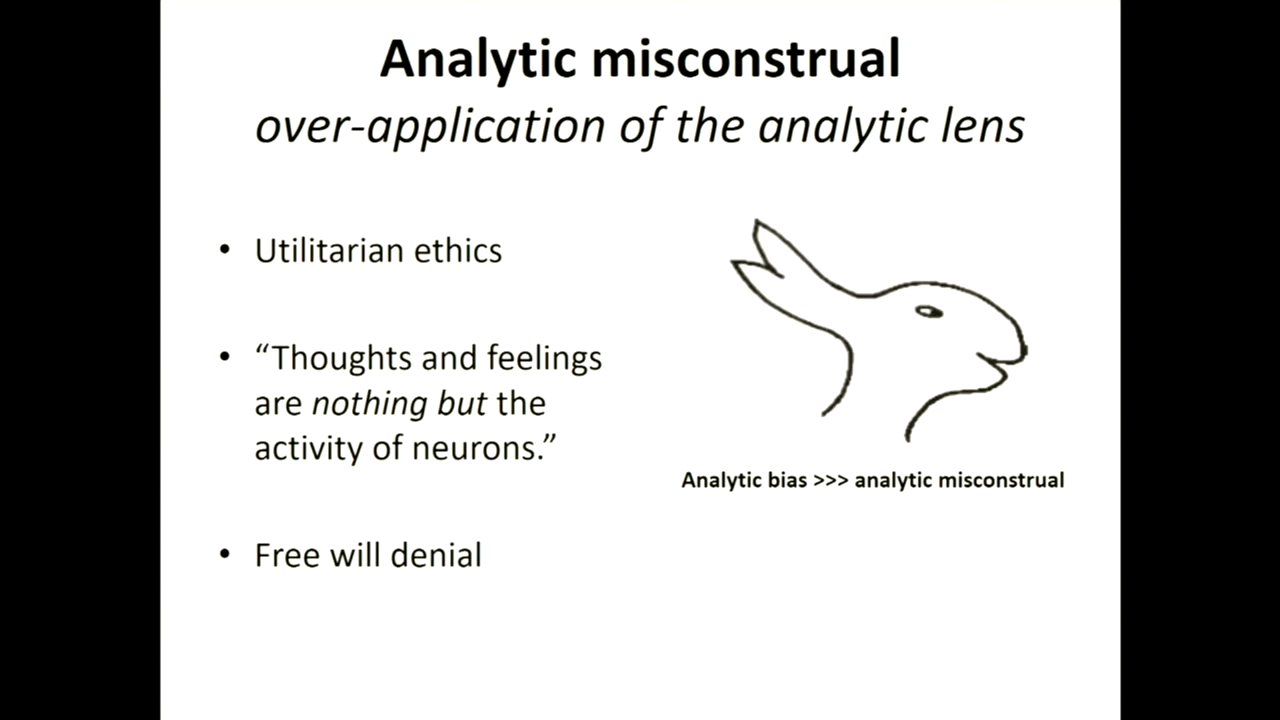 Analytic misconstrual
over-application of the analytic lens
• Utilitarian ethics
• “Thoughts and feelings
are nothing but the
activity of neurons.”
• Free will denial
Analytic bias >>> analytic misconstrual